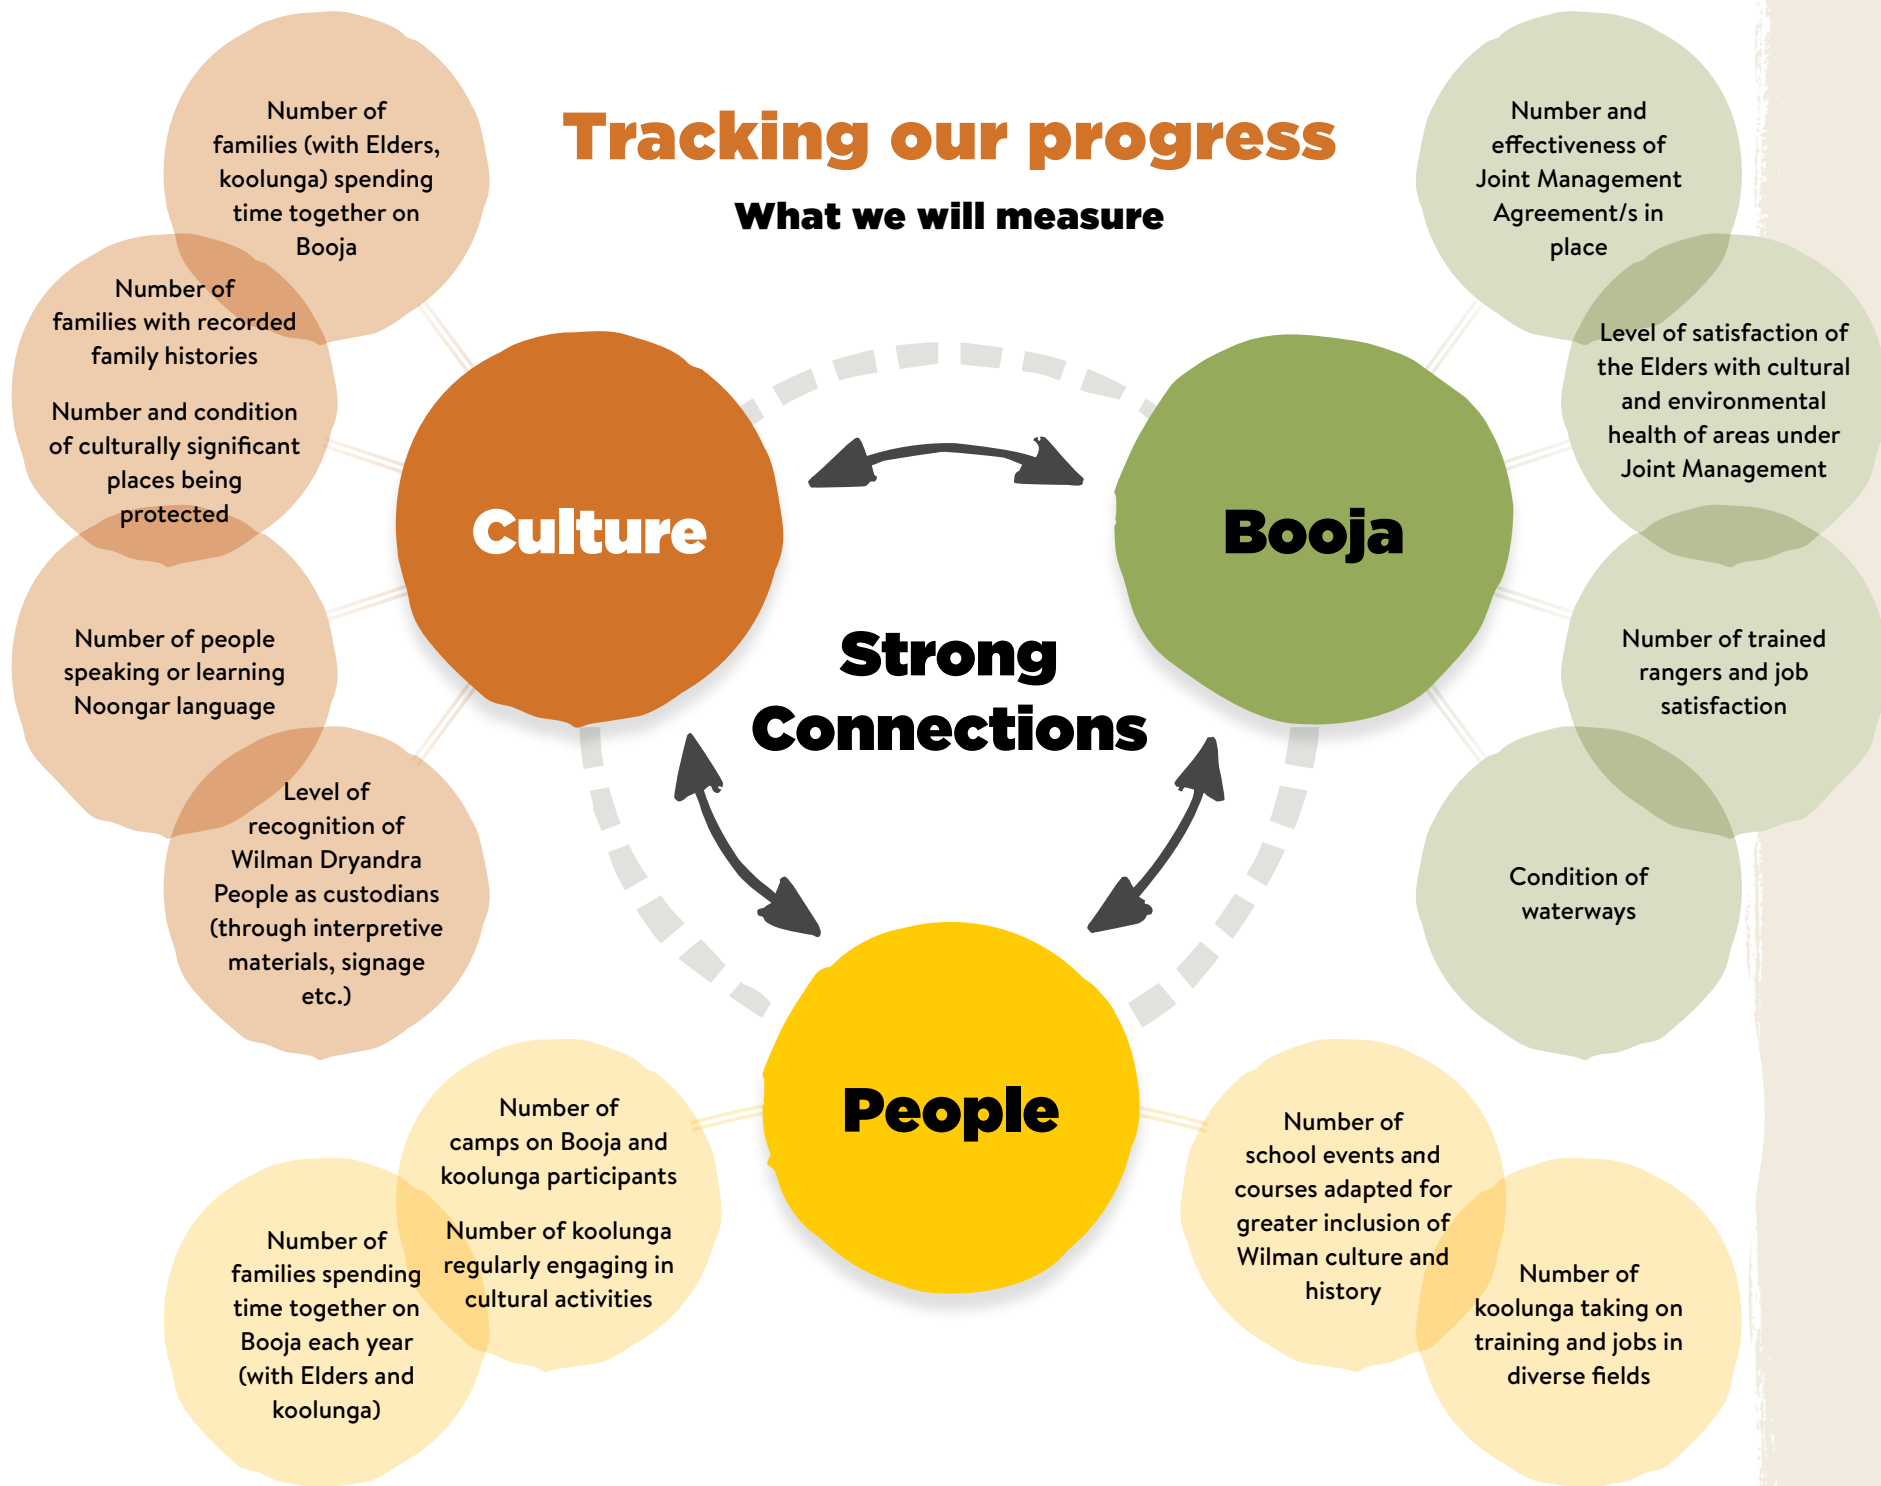 Tracking our progress
What we will measure
Number of
families (with Elders,
koolunga) spending
time together on
Booja
Number of
families with recorded
family histories
Number and condition
of culturally significant
places being
protected
Number of people
speaking or learning
Noongar language
Level of
recognition of
Wilman Dryandra
People as custodians
(through interpretive
materials, signage
etc.)
Culture
Booja
Number and
effectiveness of
Joint Management
Agreement/s in
place
Level of satisfaction of
the Elders with cultural
and environmental
health of areas under
Joint Management
Number of trained
rangers and job
satisfaction
Condition of
waterways
Strong
Connections
People
Number of
camps on Booja and
koolunga participants
Number of koolunga
regularly engaging in
cultural activities
Number of
families spending
time together on
Booja each year
(with Elders and
koolunga)
Number of
school events and
courses adapted for
greater inclusion of
Wilman culture and
history
Number of
koolunga taking on
training and jobs in
diverse fields